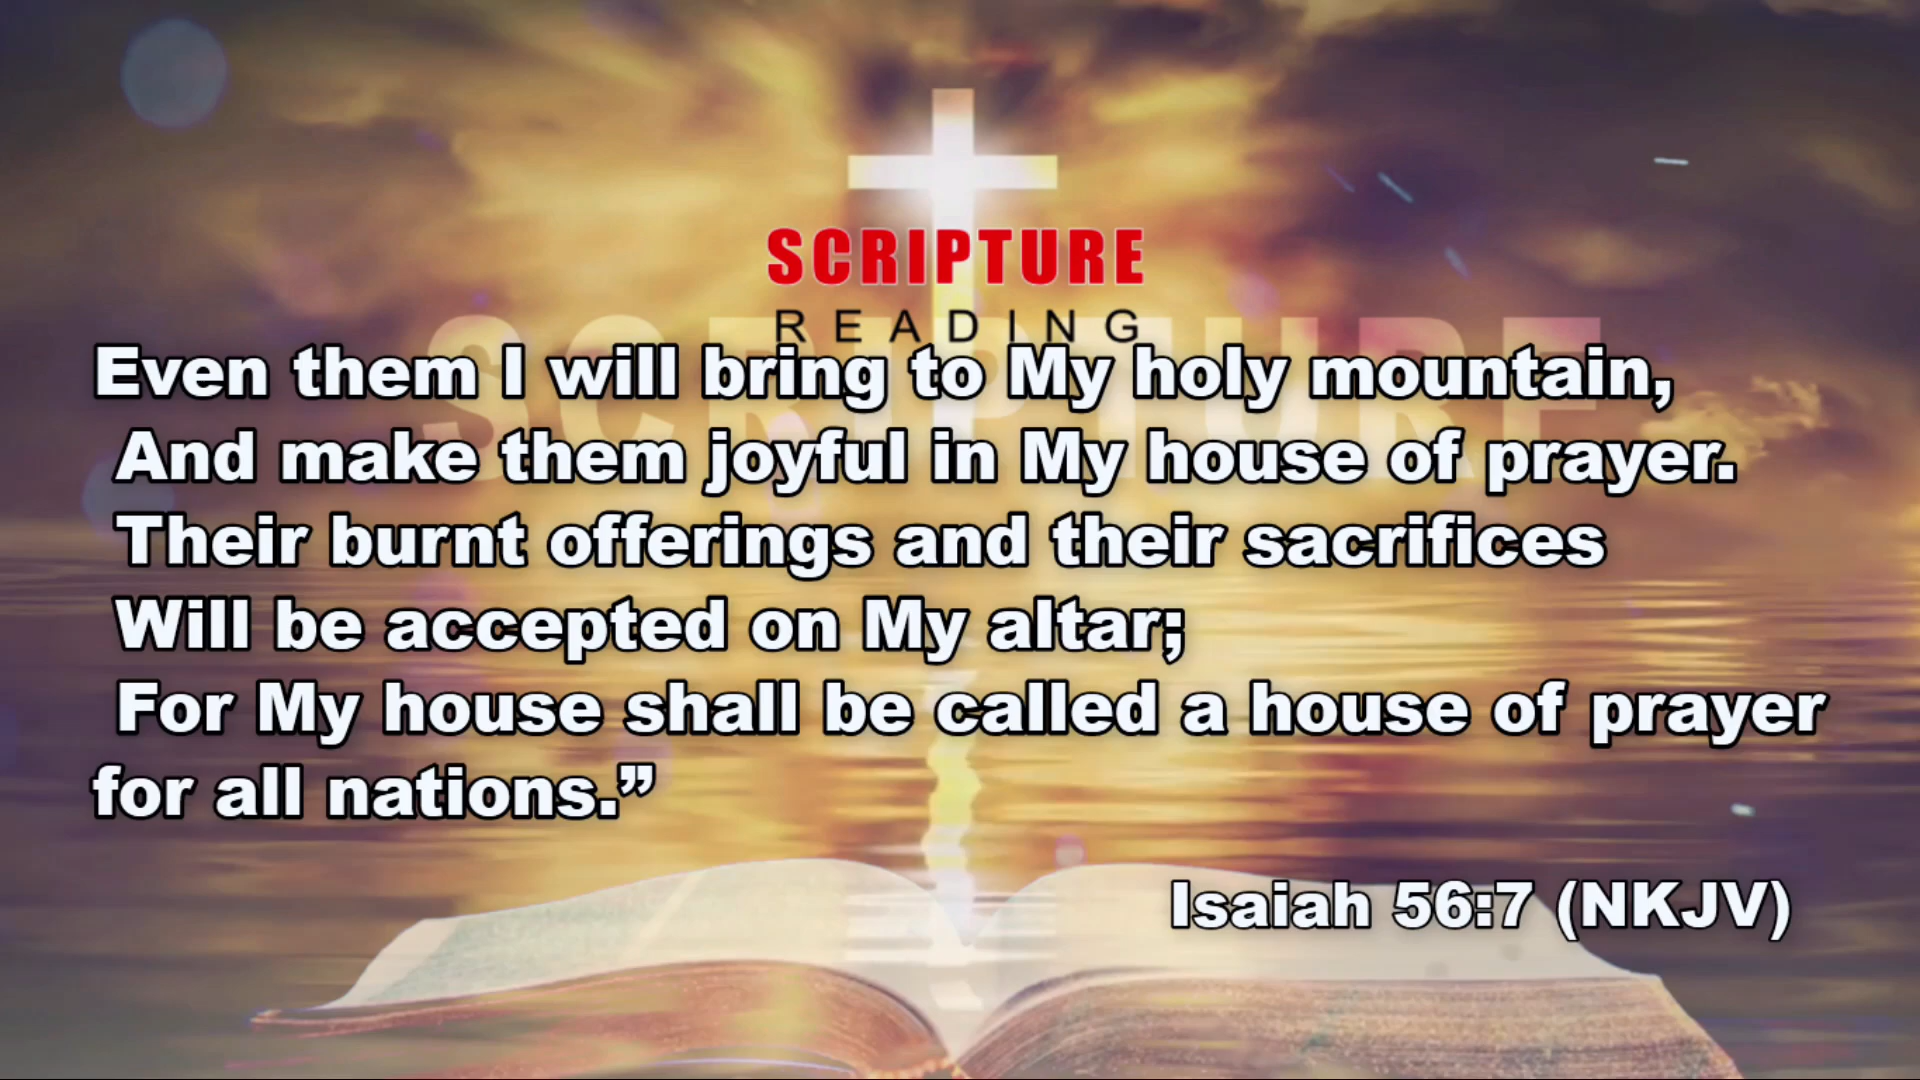 SCRIPTURE
READING
SCRIPTURE
Even them I will bring to My holy mountain,
And make them joyful in My house of prayer.
Their burnt offerings and their sacrifices
Will be accepted on My altar;
For My house shall be called a house of prayer
for all nations.”
Isaiah 56:7 (NKJV)